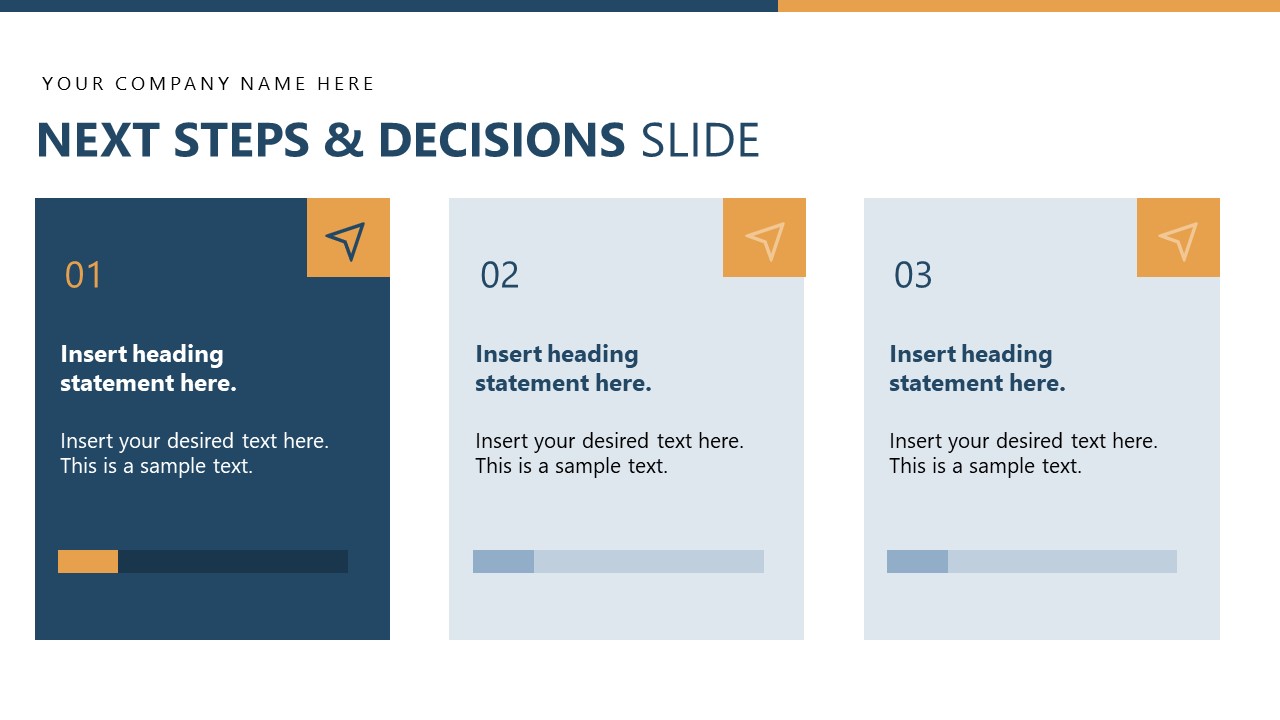 YOUR COMPANY NAME HERE
NEXT STEPS & DECISIONS SLIDE
01
Insert heading
statement here.
Insert your desired text here.
This is a sample text.
02
Insert heading
statement here.
Insert your desired text here.
This is a sample text.
03
Insert heading
statement here.
Insert your desired text here.
This is a sample text.